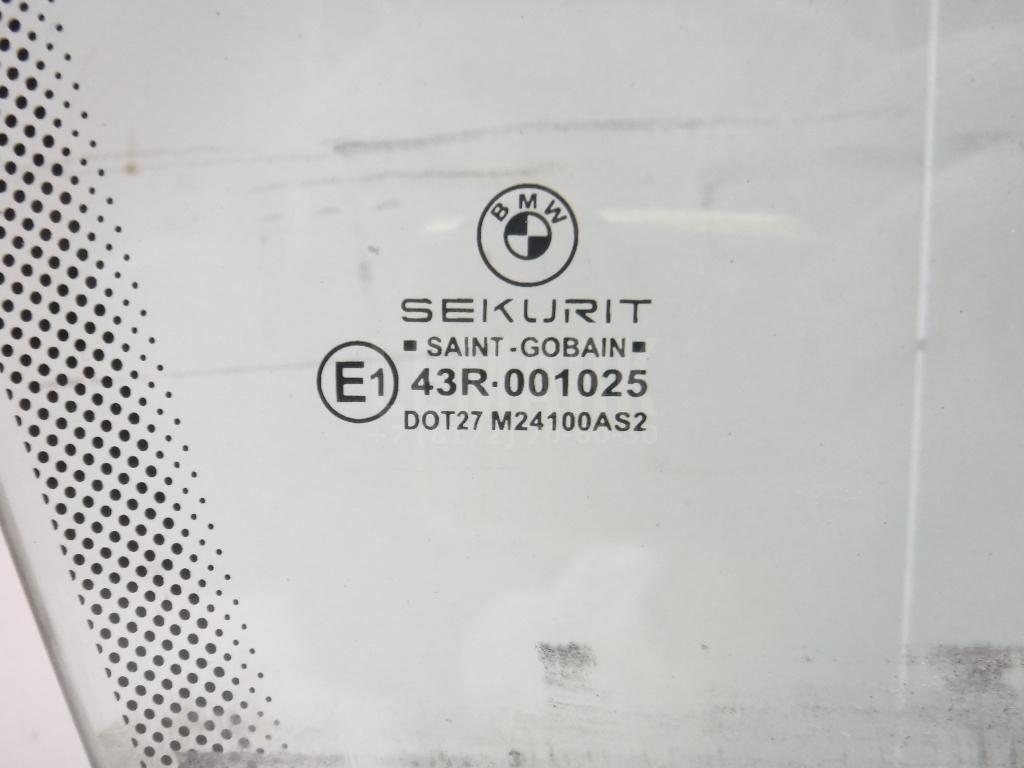 BMW
SEKURIT
SAINT-GOBAIN
E1 43R·001025
DOT27 M24100AS2